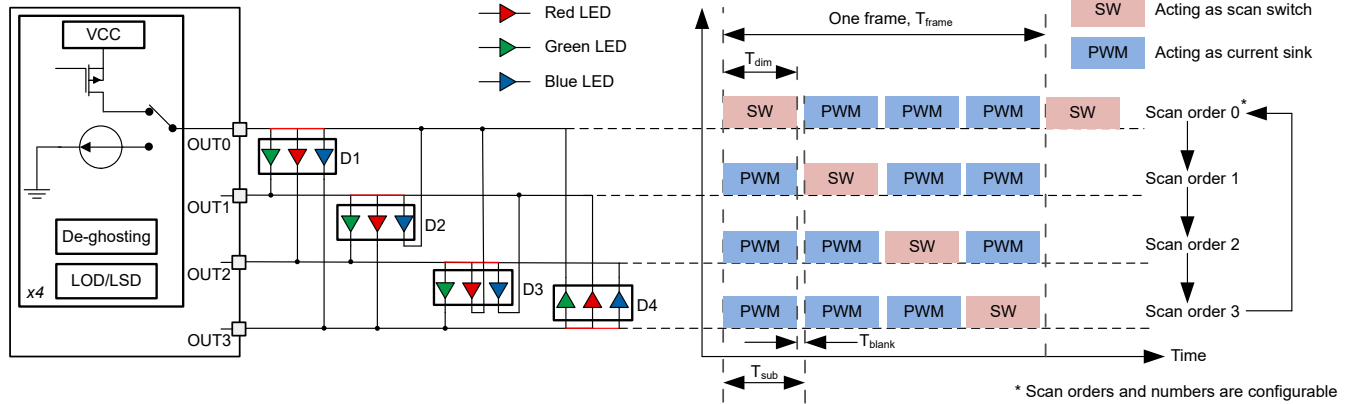 VCC
De-ghosting
LOD/LSD
x4
OUT0
OUT1
OUT2
OUT3
D1
D2
D3
D4
Red LED
Green LED
Blue LED
One frame, Tframe
Tdim
SW PWM PWM PWM SW
PWM SW PWM PWM
PWM PWM SW PWM
PWM PWM PWM SW
Tblank
Tsub
Time
SW Acting as scan switch
PWM Acting as current sink
Scan order 0*
Scan order 1
Scan order 2
Scan order 3
* Scan orders and numbers are configurable